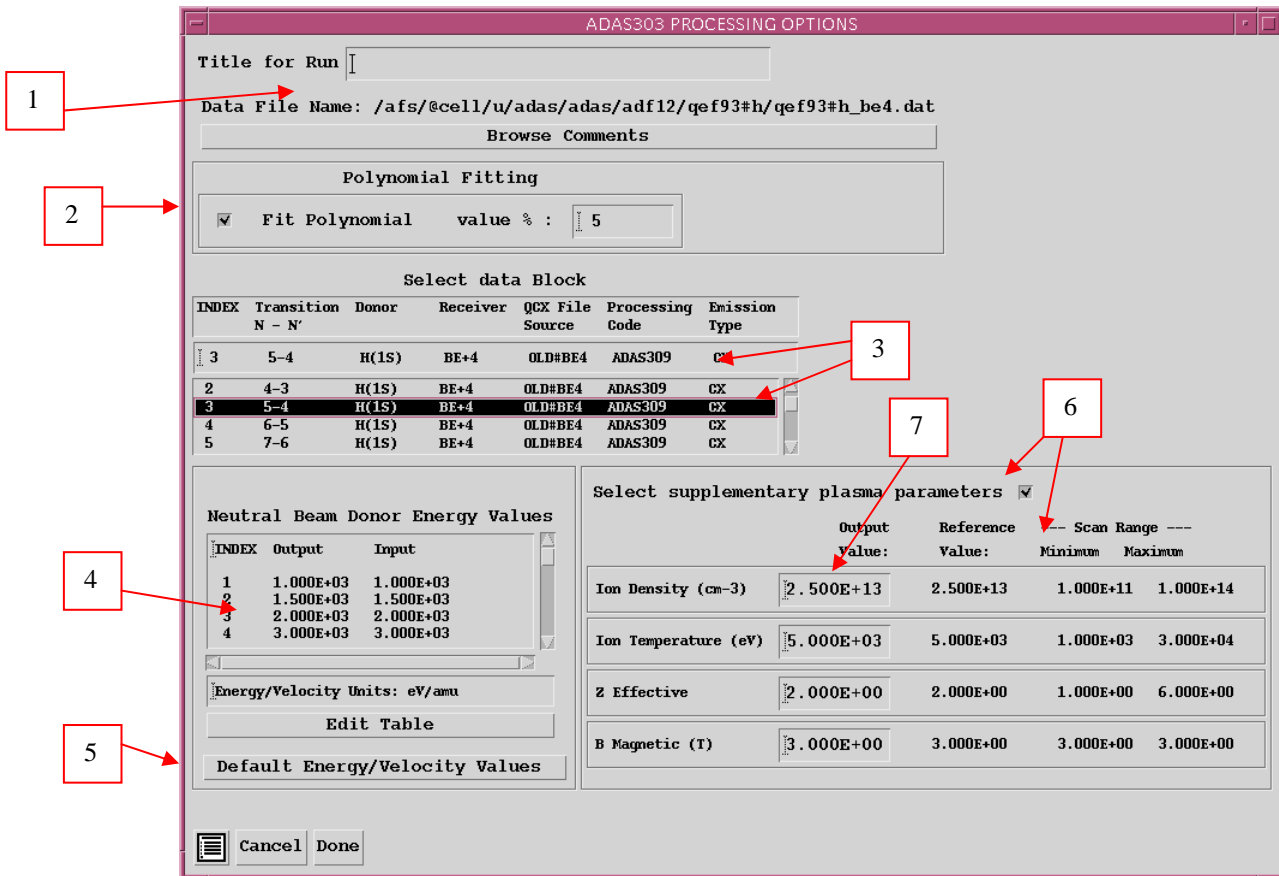 ADAS303 PROCESSING OPTIONS
Title for Run
1
Data File Name: /afs/@cell/u/adas/adas/adf12/qef93#h/qef93#h_be4.dat
Browse Comments
Polynomial Fitting
2
Fit Polynomial value % : 5
Select data Block
INDEX Transition Donor Receiver QCX File Processing Emission
N - N' Source Code Type
3 5-4 H(1S) BE+4 OLD#BE4 ADAS309 CX
3
2 4-3 H(1S) BE+4 OLD#BE4 ADAS309 CX
3 5-4 H(1S) BE+4 OLD#BE4 ADAS309 CX
4 6-5 H(1S) BE+4 OLD#BE4 ADAS309 CX
5 7-6 H(1S) BE+4 OLD#BE4 ADAS309 CX
6
7
Neutral Beam Donor Energy Values
INDEX Output Input
1 1.000E+03 1.000E+03
2 1.500E+03 1.500E+03
3 2.000E+03 2.000E+03
4 3.000E+03 3.000E+03
4
Energy/Velocity Units: eV/amu
Edit Table
5
Default Energy/Velocity Values
Select supplementary plasma parameters
Output Reference --- Scan Range ---
Value: Value: Minimum Maximum
Ion Density (cm-3) 2.500E+13 2.500E+13 1.000E+11 1.000E+14
Ion Temperature (eV) 5.000E+03 5.000E+03 1.000E+03 3.000E+04
Z Effective 2.000E+00 2.000E+00 1.000E+00 6.000E+00
B Magnetic (T) 3.000E+00 3.000E+00 3.000E+00 3.000E+00
Cancel Done